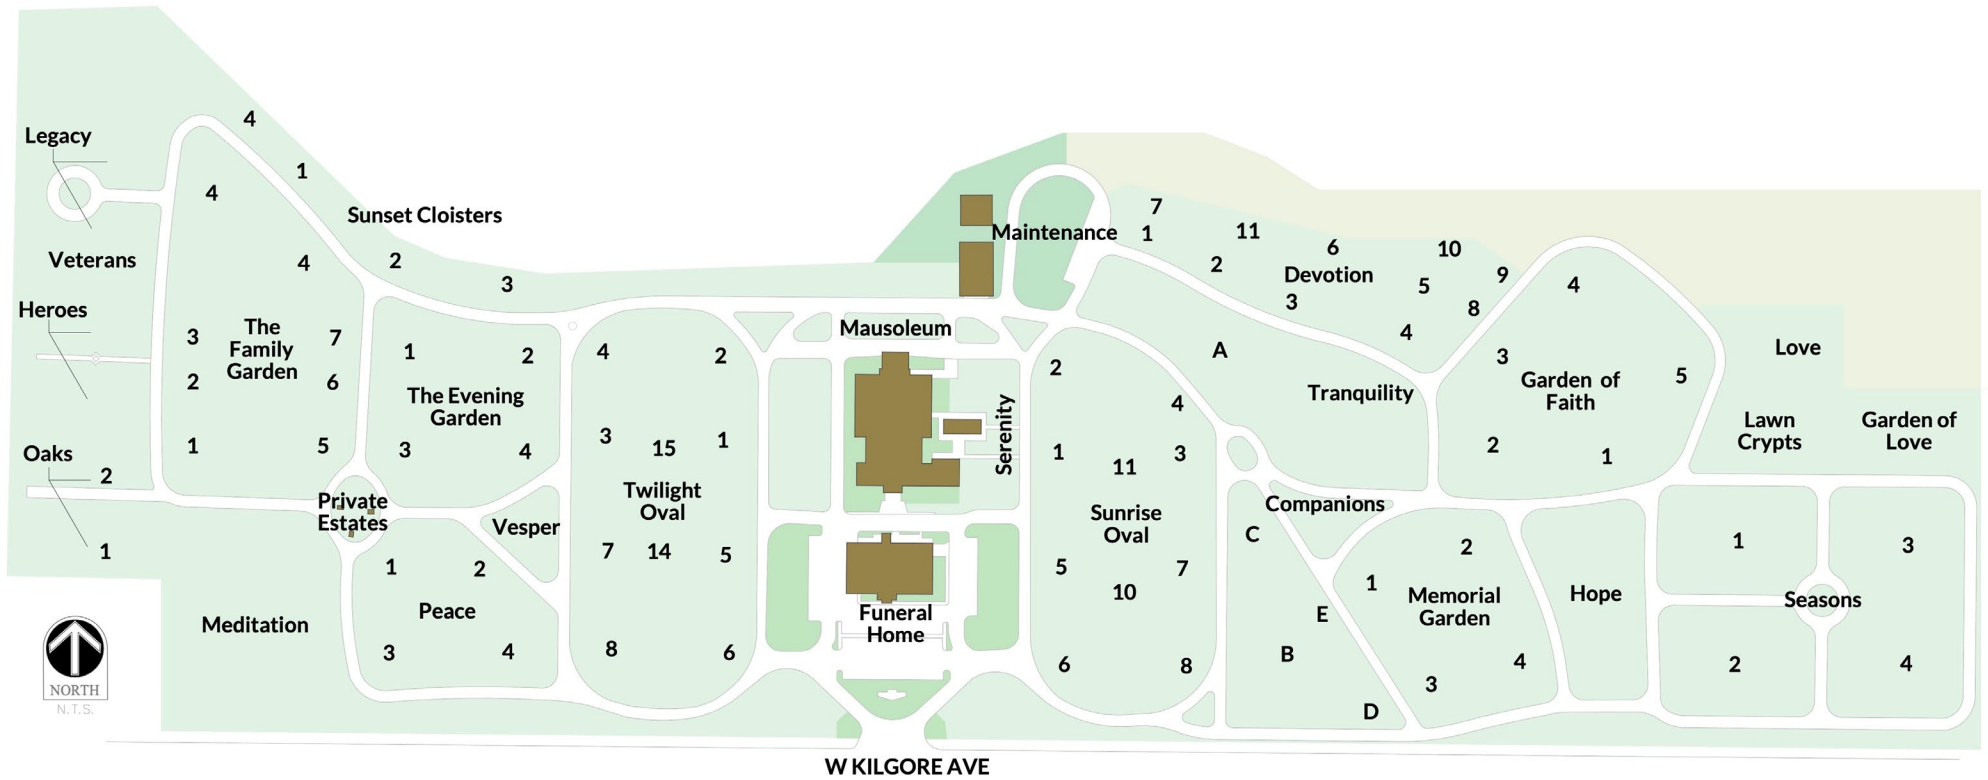 4
Legacy
1
4
Sunset Cloisters
Veterans
4
2
3
Heroes
3
The
Family
Garden
7
2
6
1
5
Oaks
2
1
1
2
The Evening
Garden
3
4
Private
Estates
Vesper
1
2
Peace
3
4
Meditation
NORTH
N.T.S.
4
2
3
15
1
Twilight
Oval
7
14
5
8
6
Maintenance
Mausoleum
Serenity
Funeral
Home
W KILGORE AVE
2
4
1
11
3
Sunrise
Oval
5
7
10
6
8
7
1
11
6
10
2
Devotion
9
5
3
8
4
A
Tranquility
Companions
C
E
B
D
4
3
Garden of
Faith
5
2
1
Love
Lawn
Crypts
Garden of
Love
2
1
Memorial
Garden
4
3
Hope
1
3
Seasons
2
4